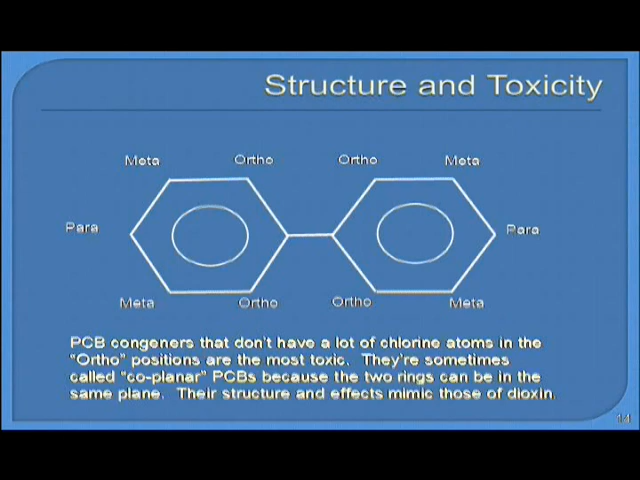 Structure and Toxicity
Meta Ortho Ortho Meta
Para Para
Meta Ortho Ortho Meta
PCB congeners that don't have a lot of chlorine atoms in the
"Ortho" positions are the most toxic. They're sometimes
called "co-planar" PCBs because the two rings can be in the
same plane. Their structure and effects mimic those of dioxin.
14